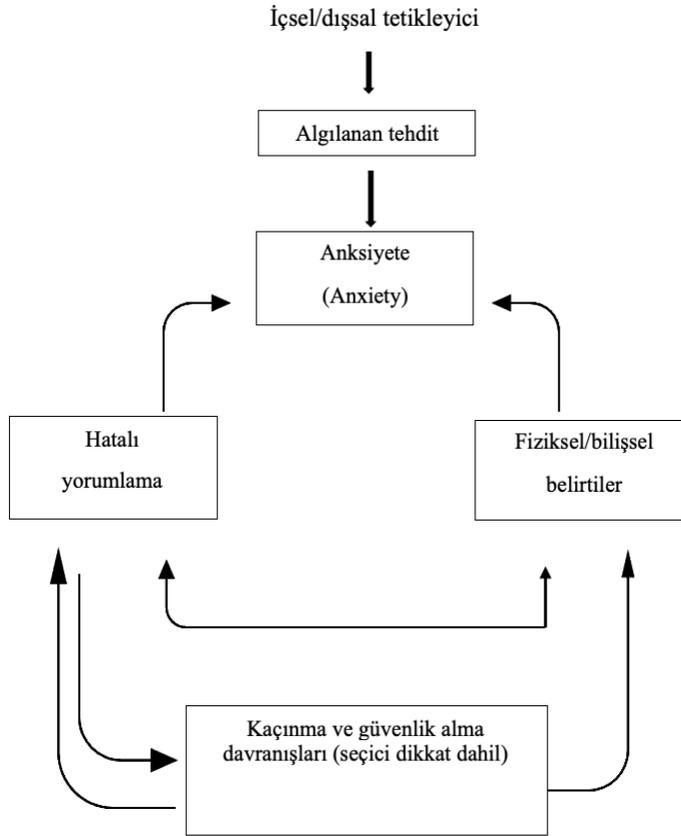 İçsel/dışsal tetikleyici
Algılanan tehdit
Anksiyete
(Anxiety)
Hatalı
yorumlama
Fiziksel/bilişsel
belirtiler
Kaçınma ve güvenlik alma
davranışları (seçici dikkat dahil)